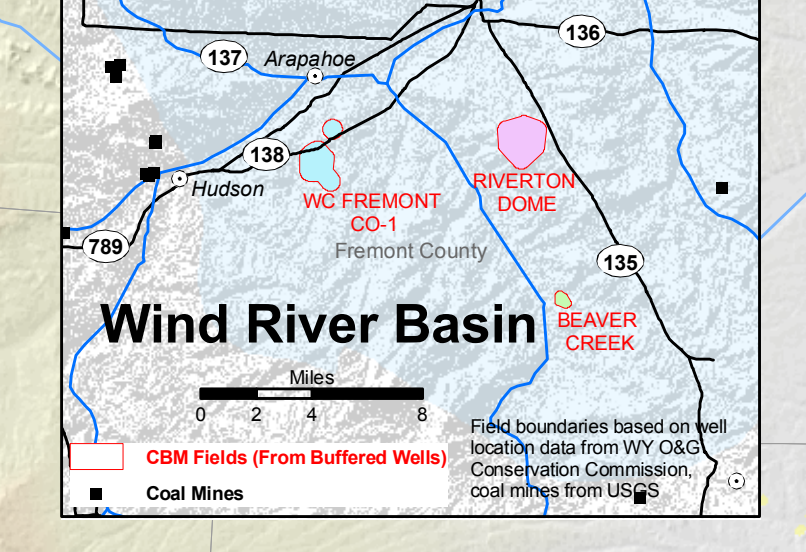 136
137
Arapahoe
138
Hudson
RIVERTON
DOME
WC FREMONT
CO-1
Fremont County
789
135
Wind River Basin
BEAVER
CREEK
Miles
0 2 4 8
Field boundaries based on well
location data from WY O&G
Conservation Commission,
coal mines from USGS
CBM Fields (From Buffered Wells)
Coal Mines